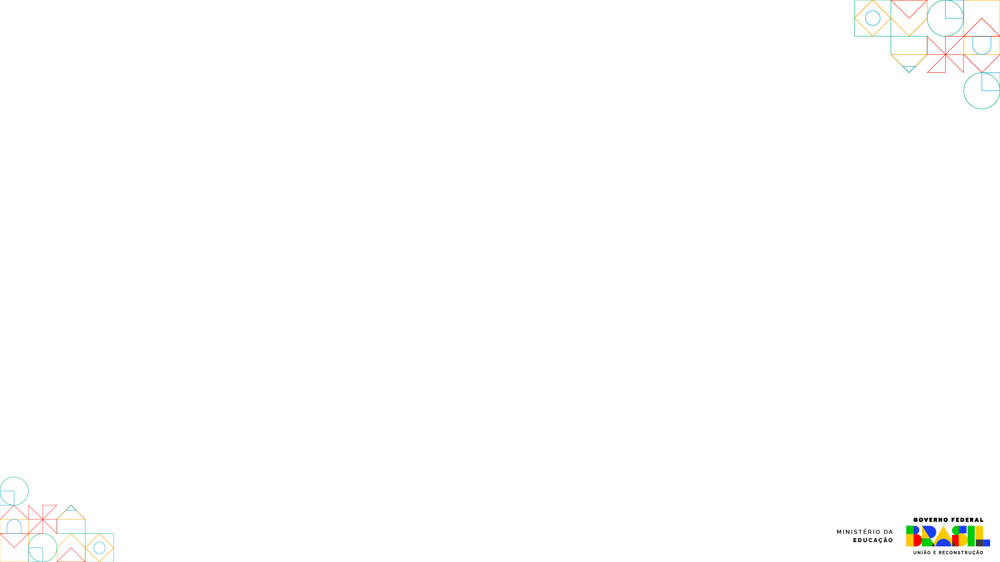 MINISTÉRIO DA
EDUCAÇÃO
GOVERNO FEDERAL
BRASIL
UNIÃO E RECONSTRUÇÃO